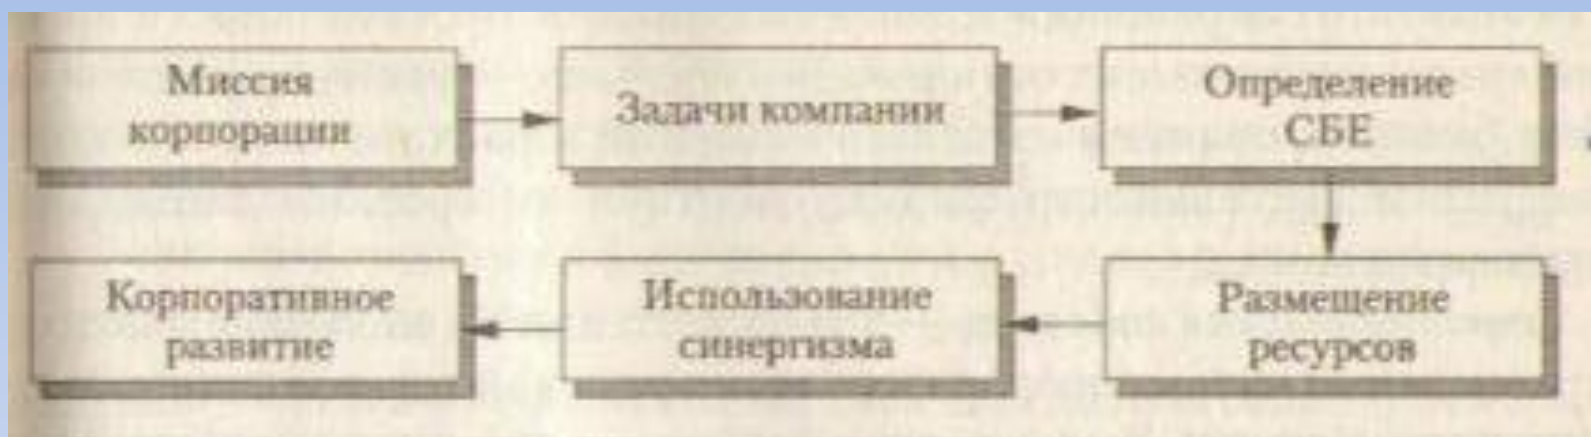 Миссия
корпорации
Задачи компании
Определение
СБЕ
Размещение
ресурсов
Использование
синергизма
Корпоративное
развитие